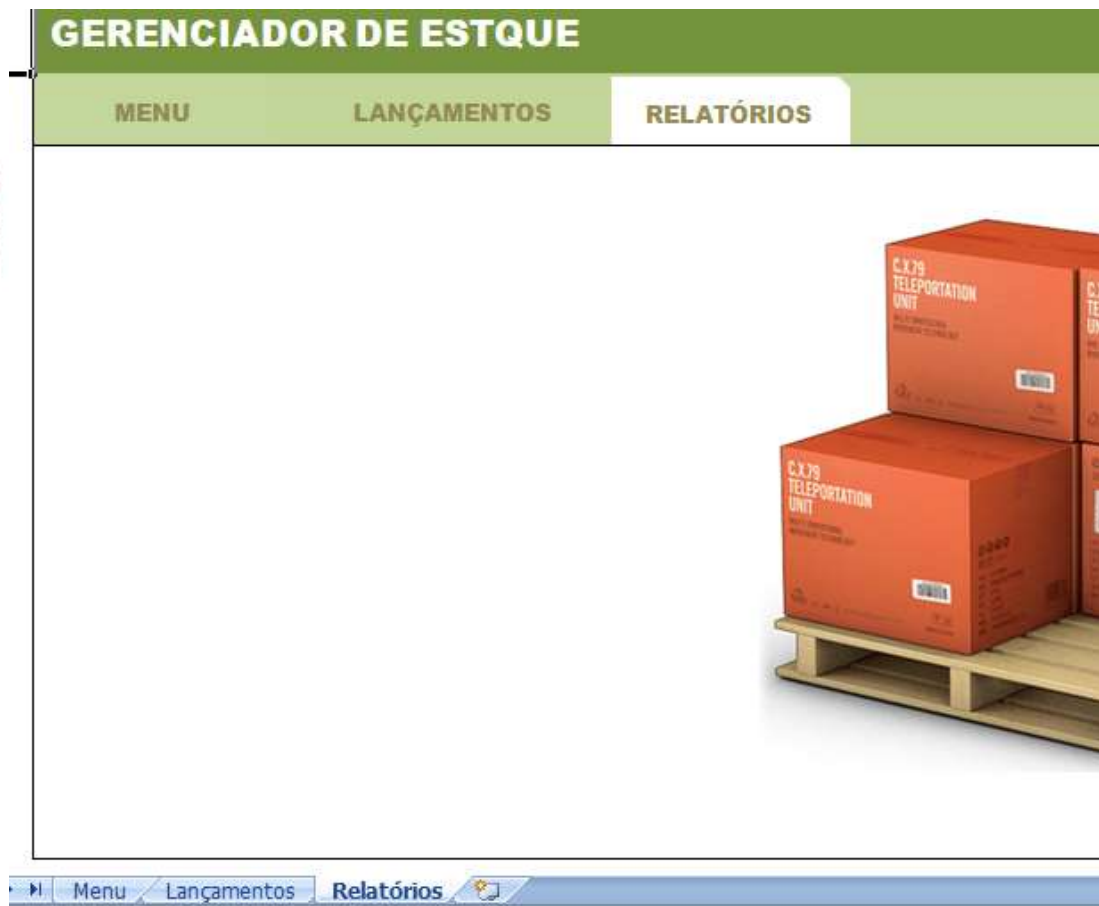 GERENCIADOR DE ESTQUE
MENU LANÇAMENTOS RELATÓRIOS
C.X.79
TELEPORTATION
UNIT
C.X.79
TELEPORTATION
UNIT
Menu Lançamentos Relatórios